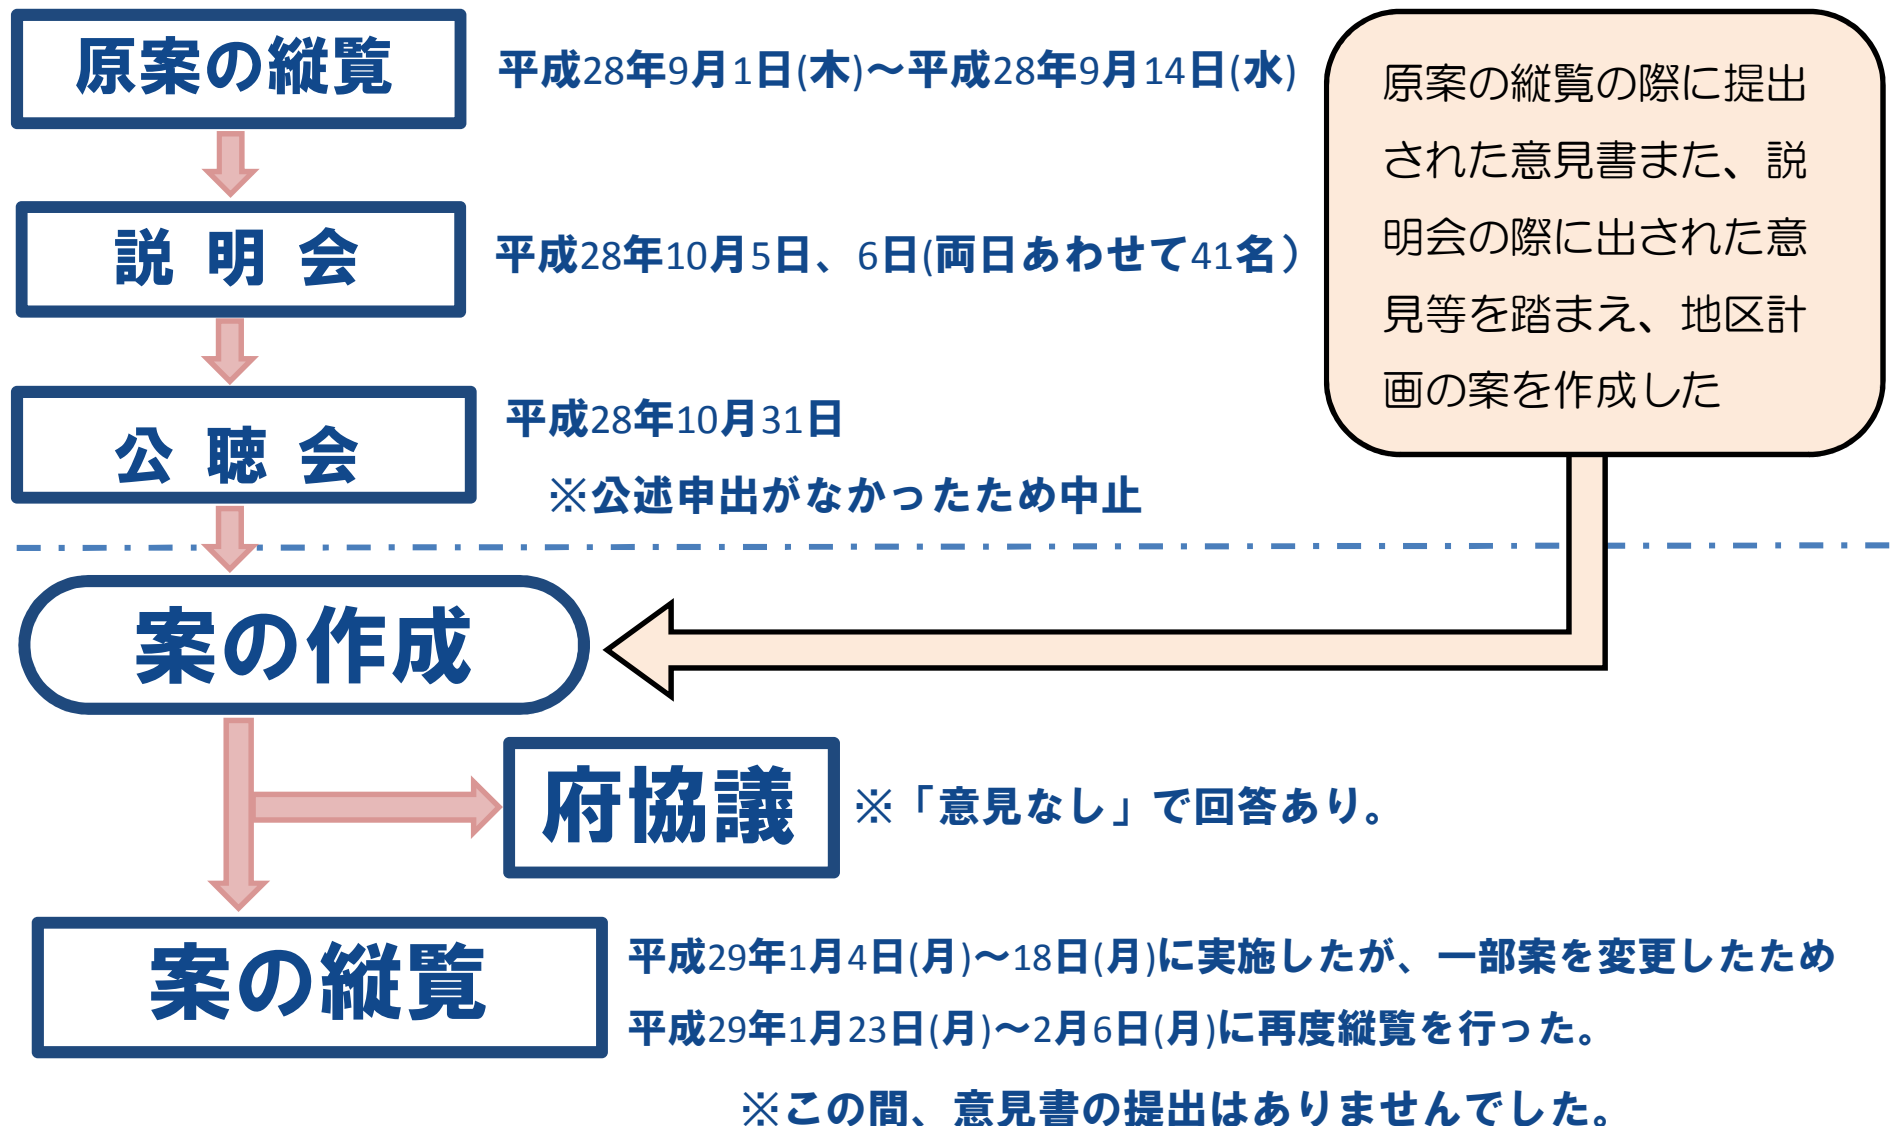 原案の縦覧
平成28年9月1日(木)～平成28年9月14日(水)
説 明 会
平成28年10月5日、6日(両日あわせて41名）
公 聴 会
平成28年10月31日
※公述申出がなかったため中止
原案の縦覧の際に提出
された意見書また、説
明会の際に出された意
見等を踏まえ、地区計
画の案を作成した
案の作成
府協議
※「意見なし」で回答あり。
案の縦覧
平成29年1月4日(月)～18日(月)に実施したが、一部案を変更したため
平成29年1月23日(月)～2月6日(月)に再度縦覧を行った。
※この間、意見書の提出はありませんでした。